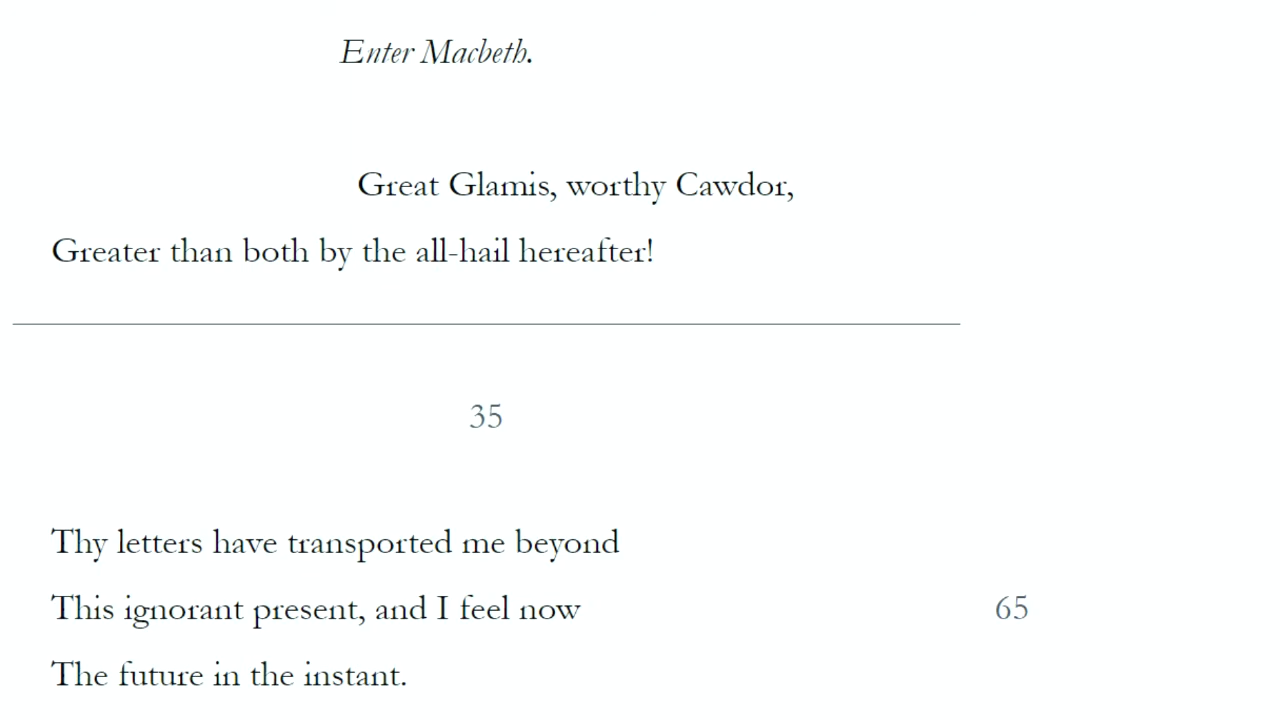 Enter Macbeth.
Great Glamis, worthy Cawdor,
Greater than both by the all-hail hereafter!
35
Thy letters have transported me beyond
This ignorant present, and I feel now 65
The future in the instant.